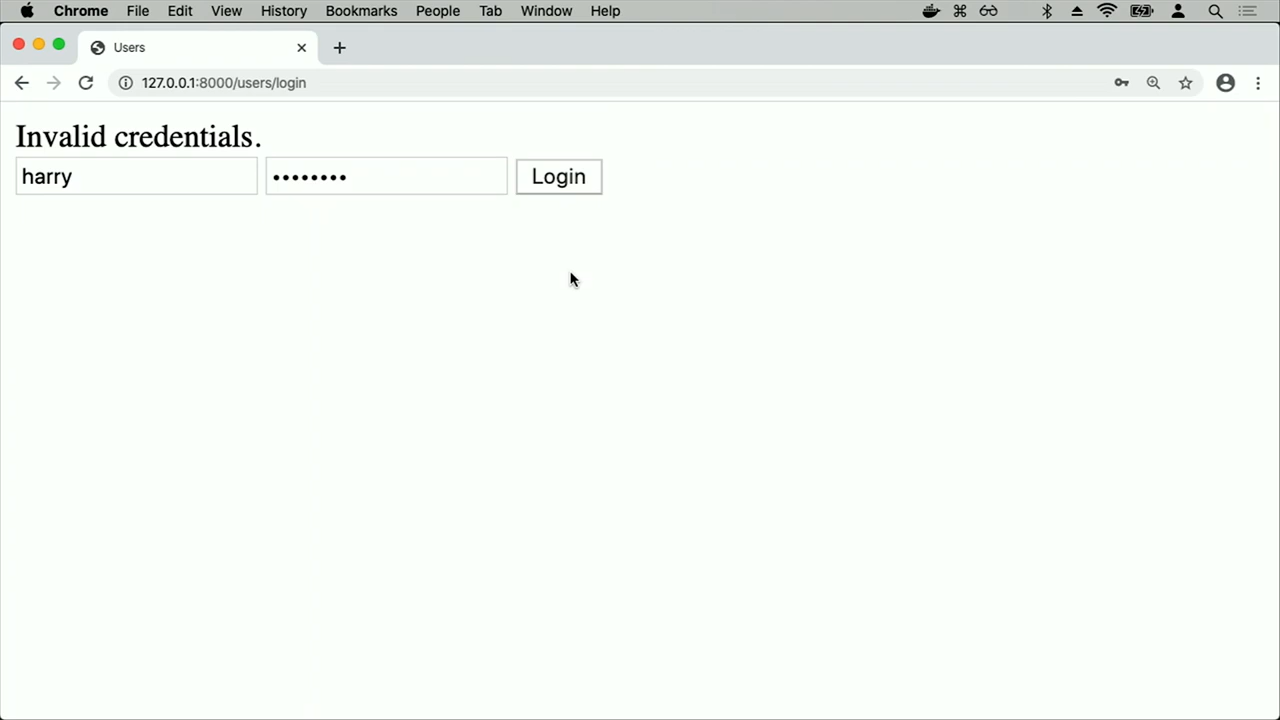 Chrome File Edit View History Bookmarks People Tab Window Help
Users
127.0.0.1:8000/users/login
Invalid credentials.
harry •••••••• Login